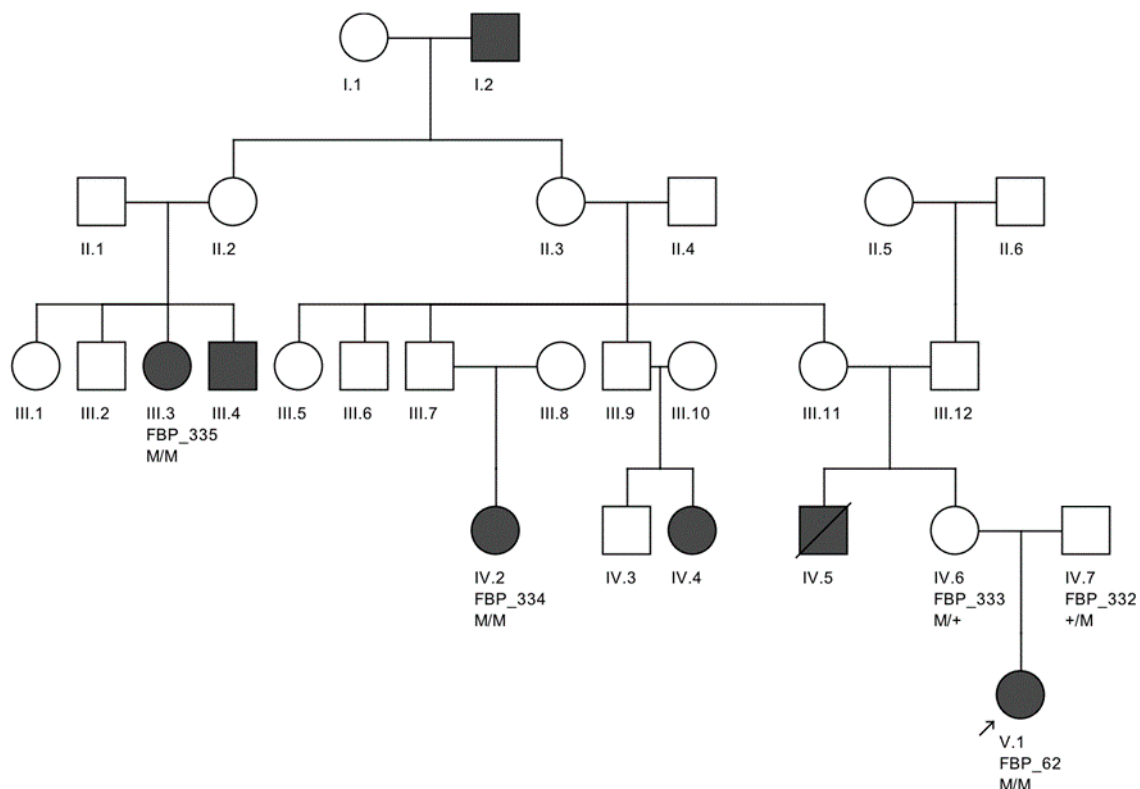 I.1
I.2
II.1
II.2
II.3
II.4
II.5
II.6
III.1
III.2
III.3
FBP_335
M/M
III.4
III.5
III.6
III.7
III.8
III.9
III.10
III.11
III.12
IV.2
FBP_334
M/M
IV.3
IV.4
IV.5
IV.6
FBP_333
M/+
IV.7
FBP_332
+/M
V.1
FBP_62
M/M